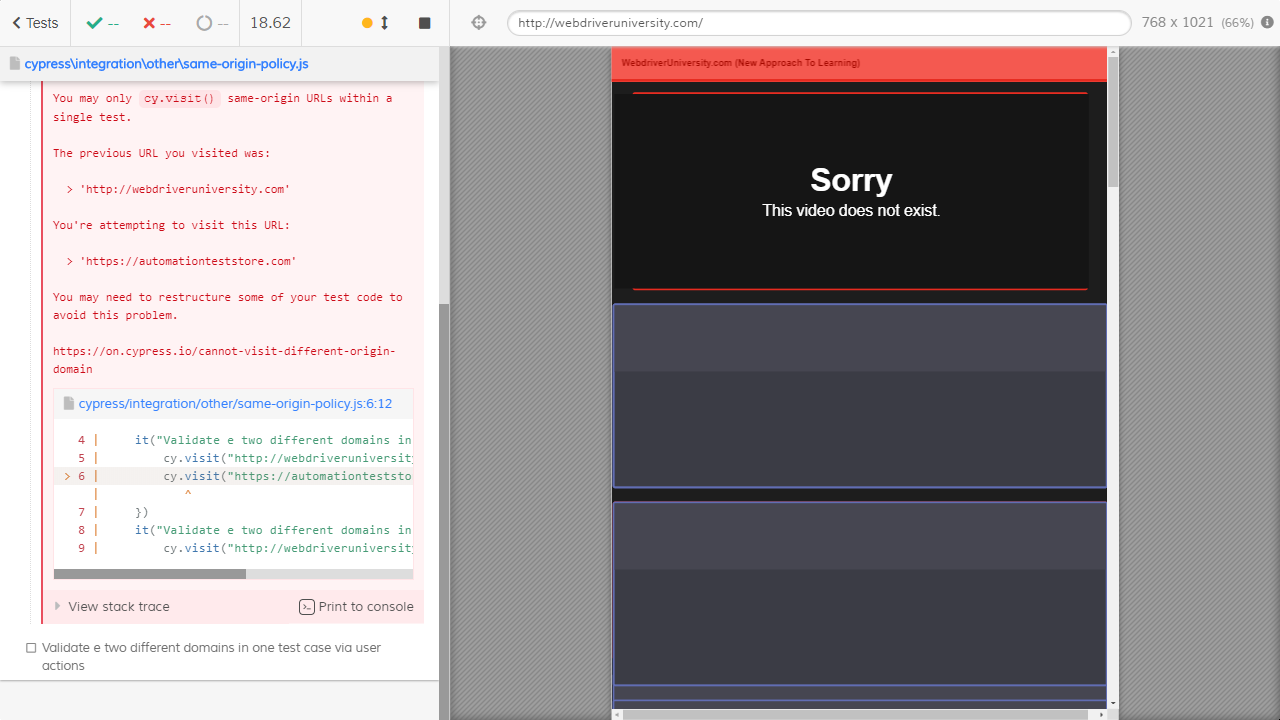 Tests
--
--
--
18.62
http://webdriveruniversity.com/
768 x 1021 (66%)
cypress\integration\other\same-origin-policy.js
You may only cy.visit() same-origin URLs within a
single test.
The previous URL you visited was:
> 'http://webdriveruniversity.com'
You're attempting to visit this URL:
> 'https://automationteststore.com'
You may need to restructure some of your test code to
avoid this problem.
https://on.cypress.io/cannot-visit-different-origin-
domain
cypress/integration/other/same-origin-policy.js:6:12
4 | it("Validate e two different domains in
5 | cy.visit("http://webdriveruniversity
> 6 | cy.visit("https://automationteststo
| ^
7 | })
8 | it("Validate e two different domains in
9 | cy.visit("http://webdriveruniversity
View stack trace
Print to console
Validate e two different domains in one test case via user
actions
WebdriverUniversity.com (New Approach To Learning)
Sorry
This video does not exist.